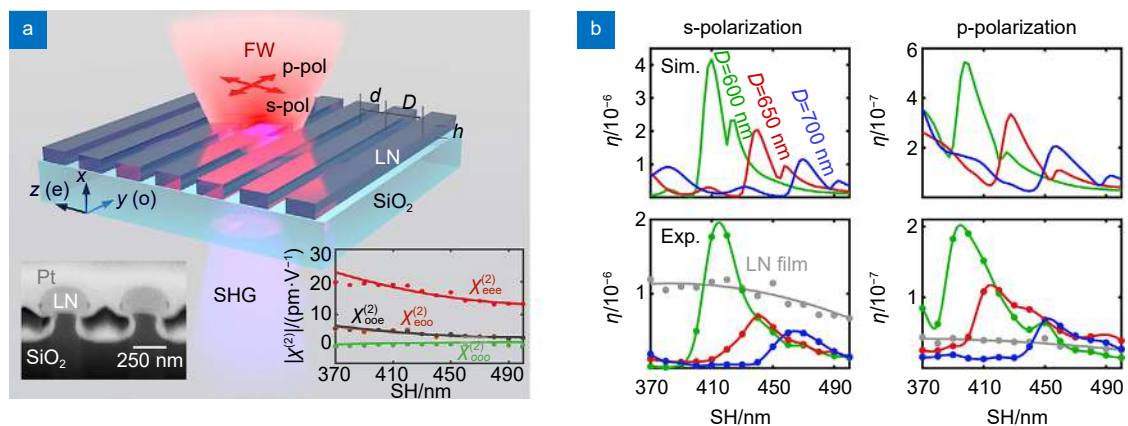 a
FW
p-pol
s-pol
d
D
h
LN
x
z (e)
y (o)
SiO₂
SHG
Pt
LN
SiO₂
250 nm
|χ⁽²⁾|/(pm·V⁻¹)
30
20
10
0
χ⁽²⁾eee
χ⁽²⁾ooe
χ⁽²⁾eoo
χ⁽²⁾ooo
370
410
450
490
SH/nm
b
s-polarization
p-polarization
Sim.
η/10⁻⁶
4
3
2
1
D=600 nm
D=650 nm
D=700 nm
η/10⁻⁷
6
4
2
Exp.
LN film
η/10⁻⁶
2
1
0
370
410
450
490
SH/nm
η/10⁻⁷
2
1
0
370
410
450
490
SH/nm